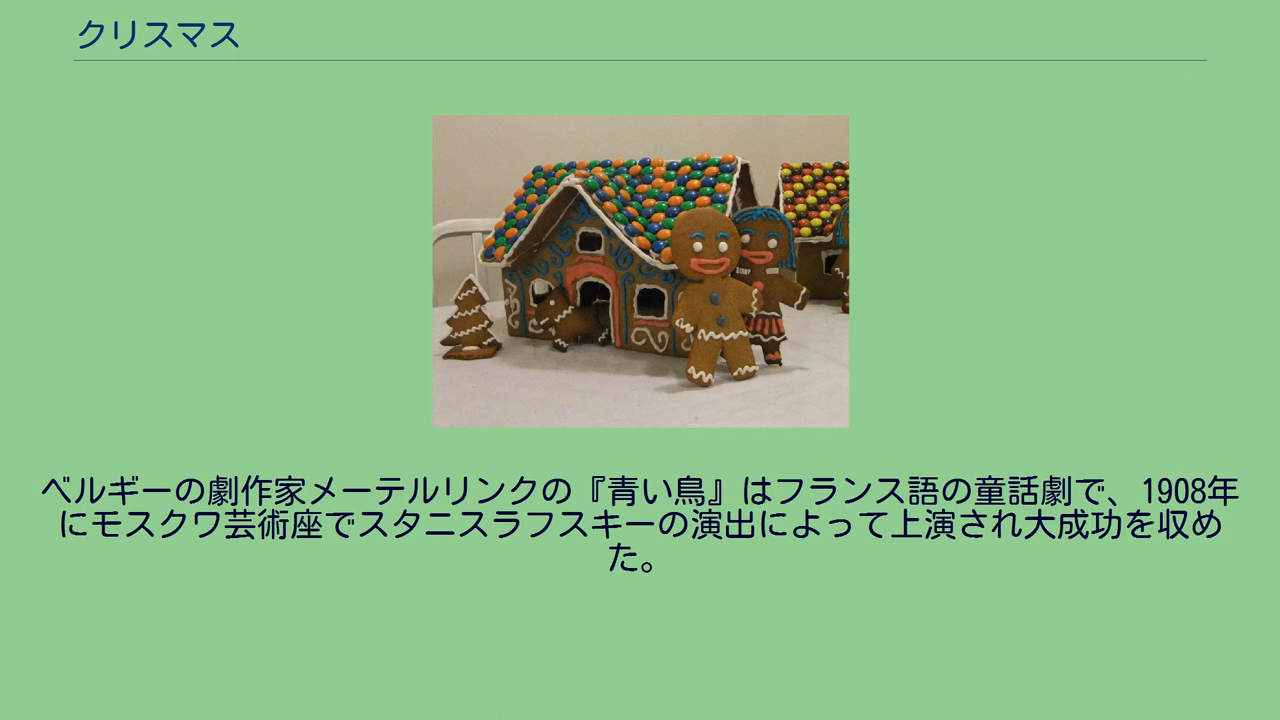 クリスマス
ベルギーの劇作家メーテルリンクの『青い鳥』はフランス語の童話劇で、1908年
にモスクワ芸術座でスタニスラフスキーの演出によって上演され大成功を収め
た。